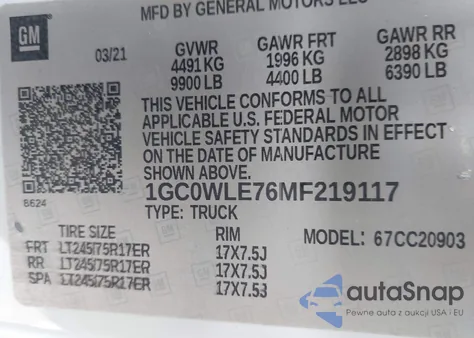 MFD BY GENERAL MOTORS LLC
GM
03/21
GVWR GAWR FRT GAWR RR
4491 KG 1996 KG 2898 KG
9900 LB 4400 LB 6390 LB
THIS VEHICLE CONFORMS TO ALL
APPLICABLE U.S. FEDERAL MOTOR
VEHICLE SAFETY STANDARDS IN EFFECT
ON THE DATE OF MANUFACTURE
SHOWN ABOVE.
8624
1GC0WLE76MF219117
TYPE: TRUCK
TIRE SIZE RIM MODEL: 67CC20903
FRT LT245/75R17ER 17X7.5J
RR LT245/75R17ER 17X7.5J
SPA LT245/75R17ER 17X7.5J
autoSnap
Pewne auto z aukcji USA i EU